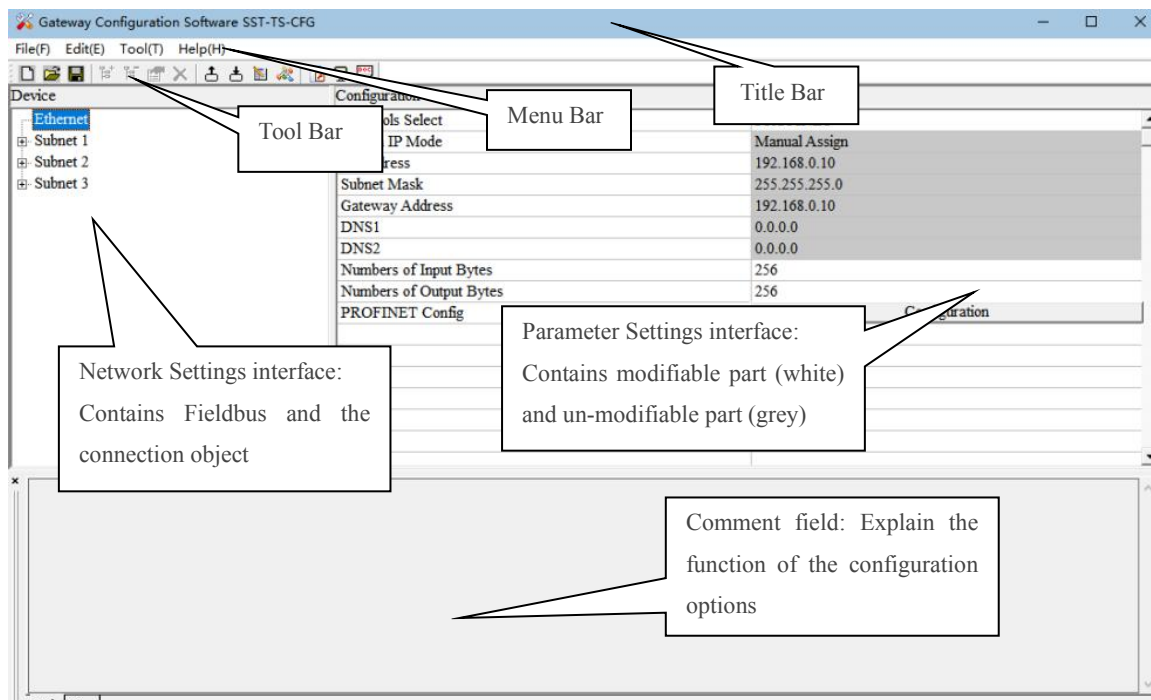 Gateway Configuration Software SST-TS-CFG
File(F) Edit(E) Tool(T) Help(H)
Title Bar
Menu Bar
Tool Bar
Device
Configuration
Ethernet
ols Select
Subnet 1
IP Mode Manual Assign
Subnet 2
ress 192.168.0.10
Subnet 3
Subnet Mask 255.255.255.0
Gateway Address 192.168.0.10
DNS1 0.0.0.0
DNS2 0.0.0.0
Numbers of Input Bytes 256
Numbers of Output Bytes 256
PROFINET Config
Network Settings interface:
Contains Fieldbus and the
connection object
Parameter Settings interface:
Contains modifiable part (white)
and un-modifiable part (grey)
Comment field: Explain the
function of the configuration
options